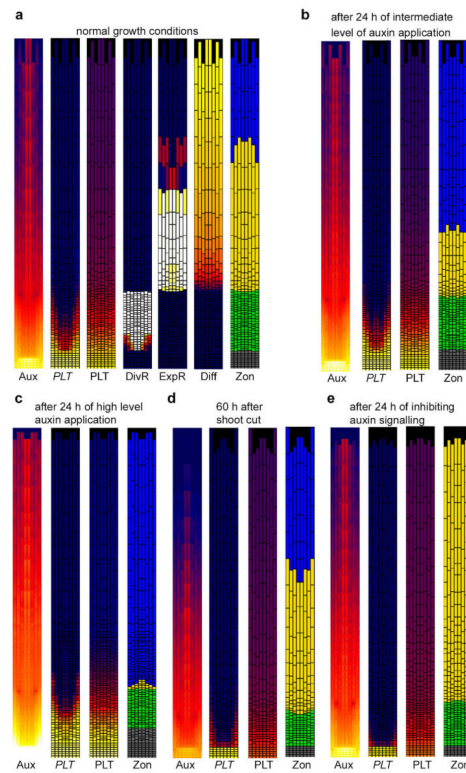 a
normal growth conditions
Aux PLT PLT DivR ExpR Diff Zon
b
after 24 h of intermediate
level of auxin application
Aux PLT PLT Zon
c
after 24 h of high level
auxin application
Aux PLT PLT Zon
d
60 h after
shoot cut
Aux PLT PLT Zon
e
after 24 h of inhibiting
auxin signalling
Aux PLT PLT Zon